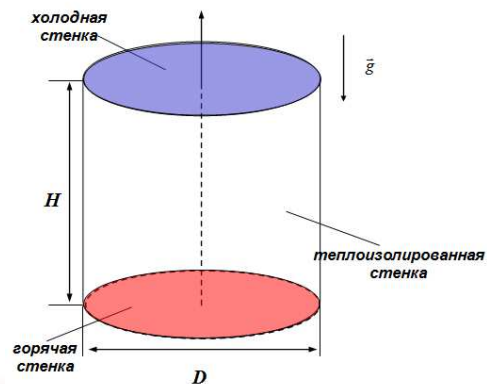 холодная
стенка
g⃗
H
теплоизолированная
стенка
горячая
стенка
D